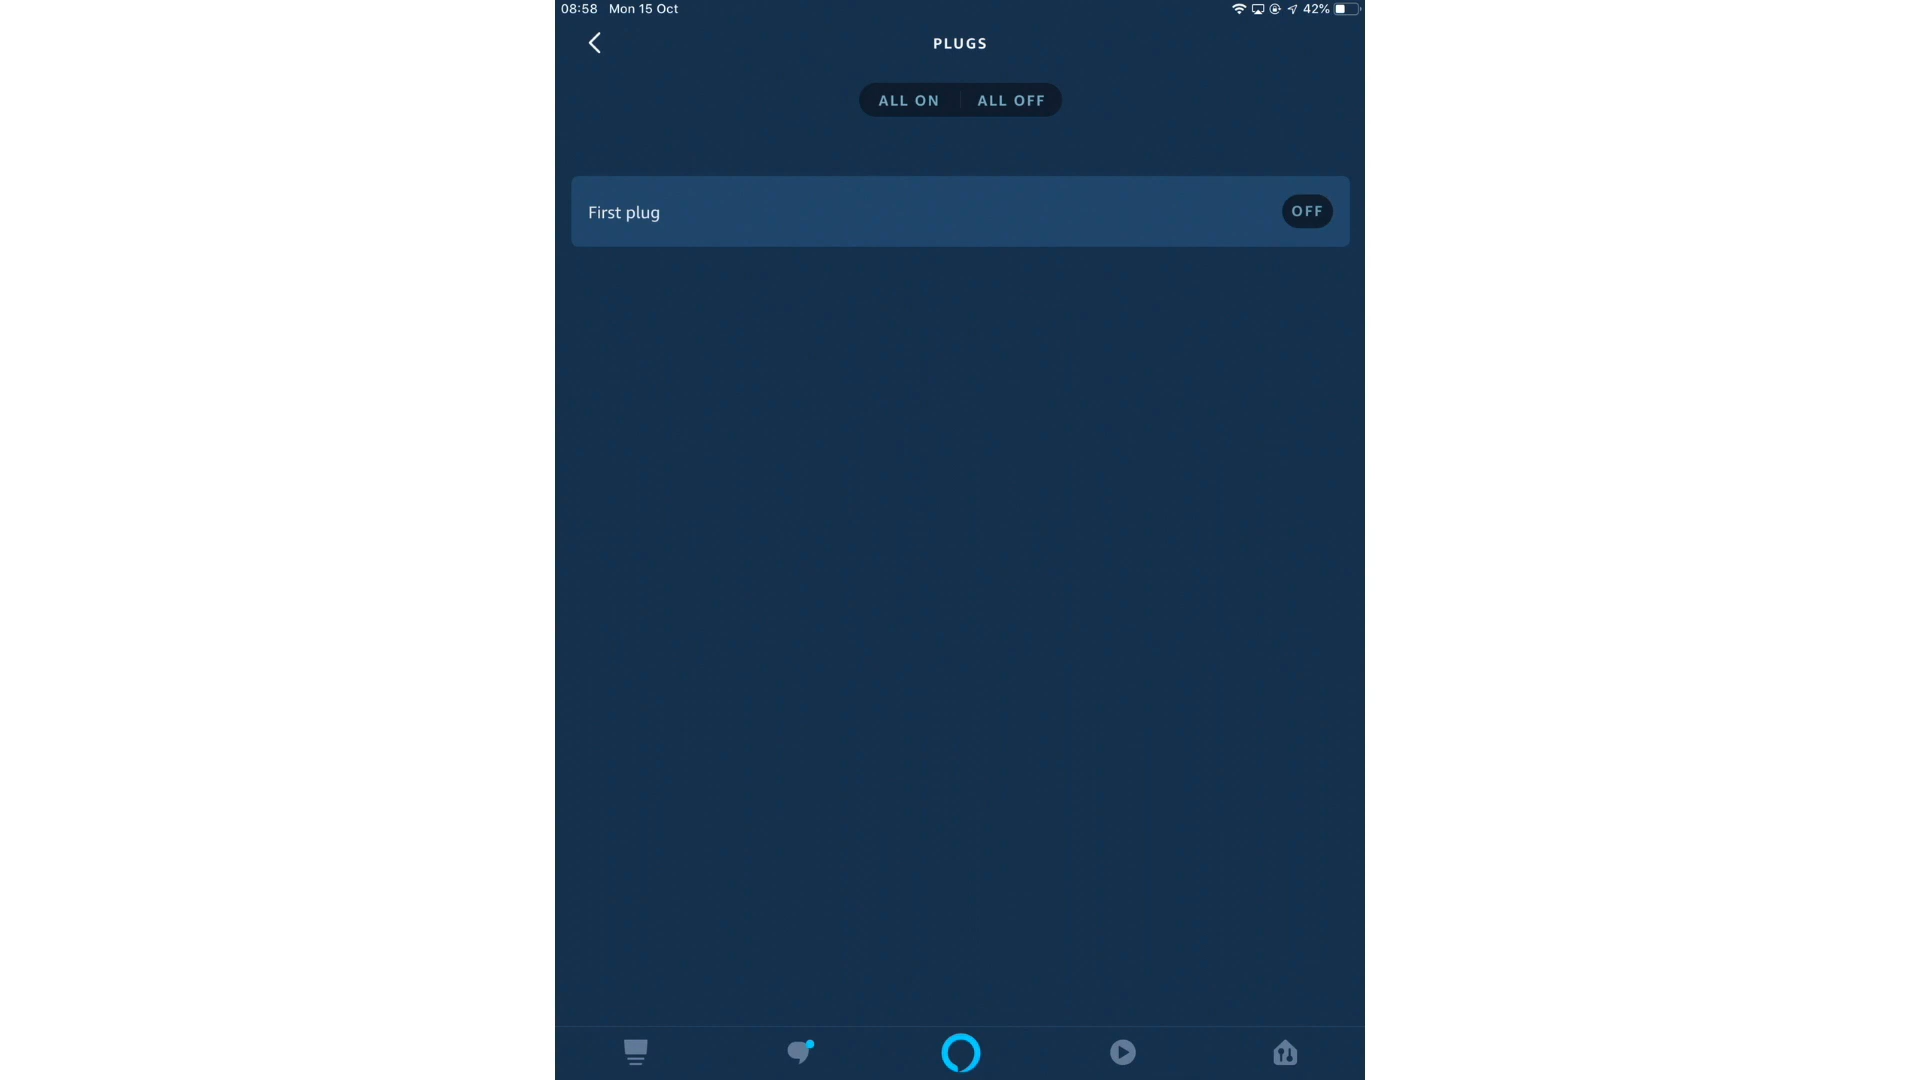 08:58 Mon 15 Oct 42%
PLUGS
ALL ON ALL OFF
First plug OFF